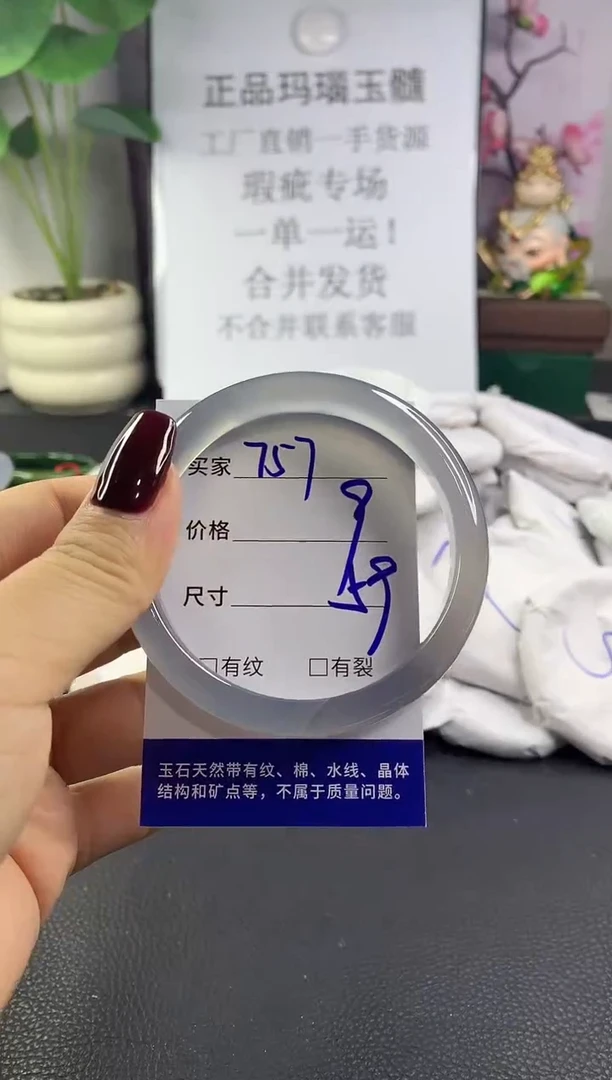 正品玛瑙玉髓
工厂直销一手货源
瑕疵专场
一单一运！
合并发货
不合并联系客服
买家 757
价格 9
尺寸 59
□有纹 □有裂
玉石天然带有纹、棉、水线、晶体
结构和矿点等，不属于质量问题。